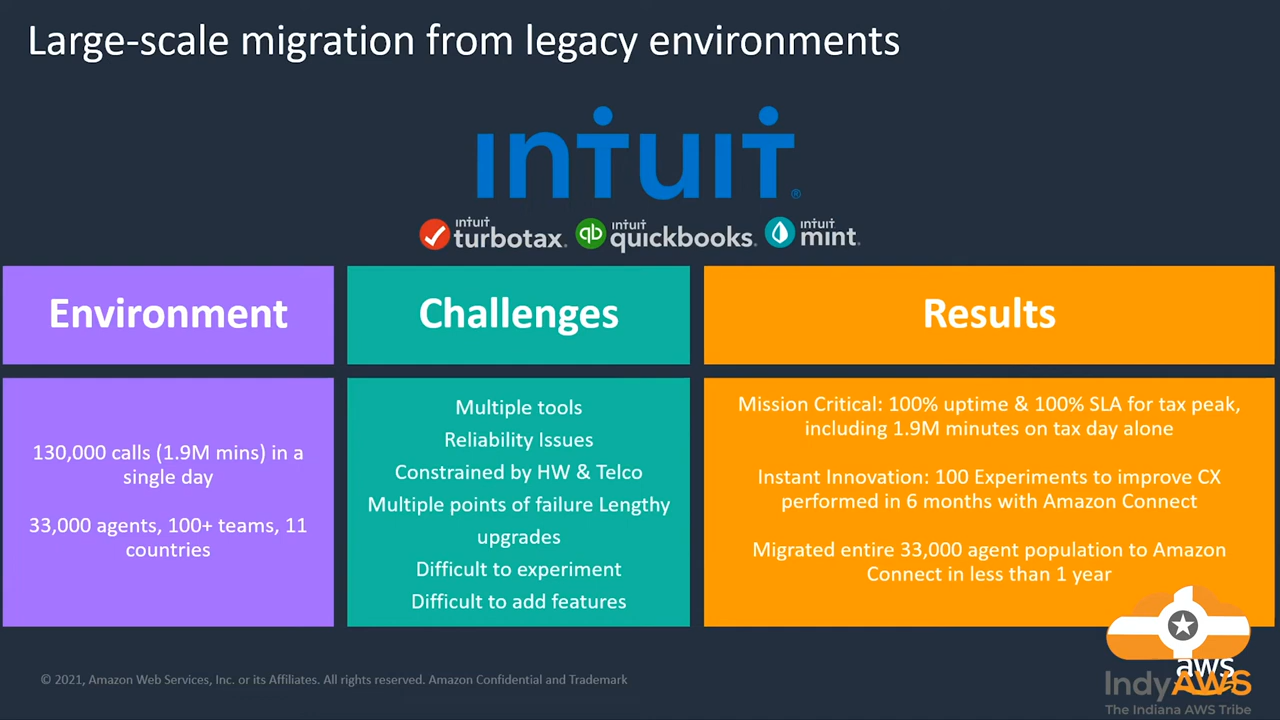 Large-scale migration from legacy environments
ıntuıt®
ıntuıt
turbotax.
qb
ıntuıt
quickbooks.
ıntuıt
mint.
Environment
130,000 calls (1.9M mins) in a
single day
33,000 agents, 100+ teams, 11
countries
Challenges
Multiple tools
Reliability Issues
Constrained by HW & Telco
Multiple points of failure Lengthy
upgrades
Difficult to experiment
Difficult to add features
Results
Mission Critical: 100% uptime & 100% SLA for tax peak,
including 1.9M minutes on tax day alone
Instant Innovation: 100 Experiments to improve CX
performed in 6 months with Amazon Connect
Migrated entire 33,000 agent population to Amazon
Connect in less than 1 year
© 2021, Amazon Web Services, Inc. or its Affiliates. All rights reserved. Amazon Confidential and Trademark
aws
IndyAWS
The Indiana AWS Tribe